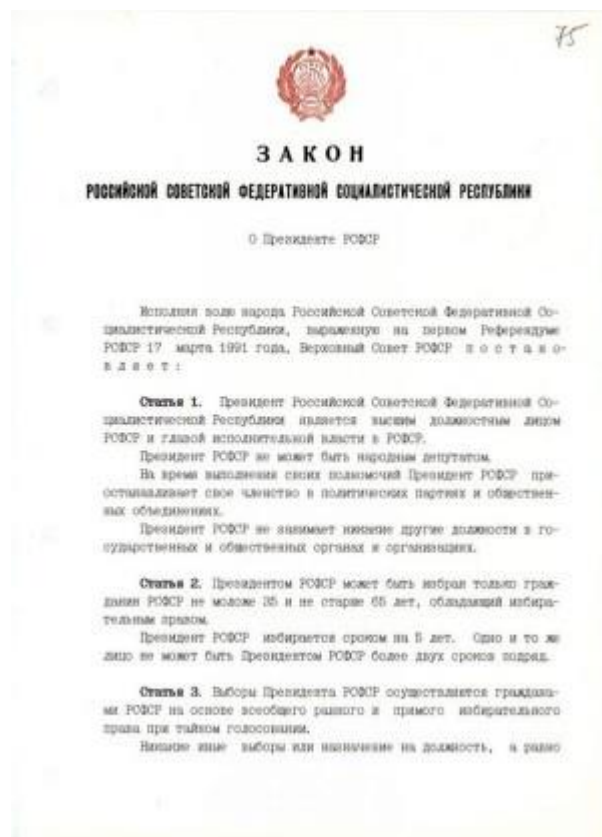 75
ЗАКОН
РОССИЙСКОЙ СОВЕТСКОЙ ФЕДЕРАТИВНОЙ СОЦИАЛИСТИЧЕСКОЙ РЕСПУБЛИКИ
О Президенте РСФСР
Исполняя волю народа Российской Советской Федеративной Со-
циалистической Республики, выраженную на первом Референдуме
РСФСР 17 марта 1991 года, Верховный Совет РСФСР п о с т а н о-
в л я е т :
Статья 1. Президент Российской Советской Федеративной Со-
циалистической Республики является высшим должностным лицом
РСФСР и главой исполнительной власти в РСФСР.
Президент РСФСР не может быть народным депутатом.
На время выполнения своих полномочий Президент РСФСР при-
останавливает свое членство в политических партиях и обществен-
ных объединениях.
Президент РСФСР не занимает никакие другие должности в го-
сударственных и общественных органах и организациях.
Статья 2. Президентом РСФСР может быть избран только граж-
данин РСФСР не моложе 35 и не старше 65 лет, обладающий избира-
тельным правом.
Президент РСФСР избирается сроком на 5 лет. Одно и то же
лицо не может быть Президентом РСФСР более двух сроков подряд.
Статья 3. Выборы Президента РСФСР осуществляются граждана-
ми РСФСР на основе всеобщего равного и прямого избирательного
права при тайном голосовании.
Никакие иные выборы или назначение на должность, а равно